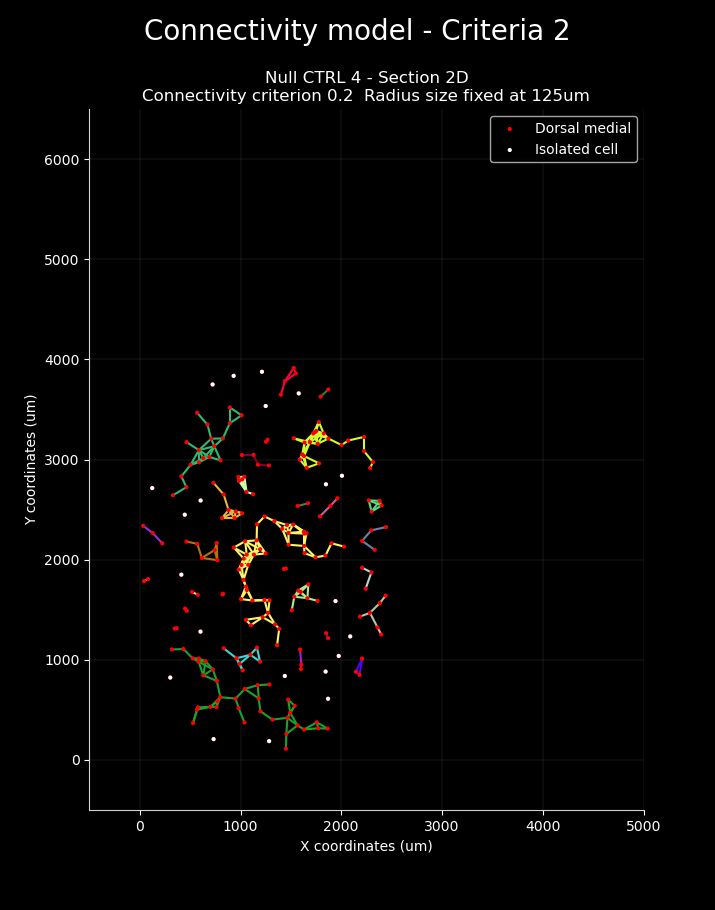 Connectivity model - Criteria 2
Null CTRL 4 - Section 2D
Connectivity criterion 0.2  Radius size fixed at 125um
Dorsal medial
Isolated cell
6000
5000
4000
3000
2000
1000
0
Y coordinates (um)
0 1000 2000 3000 4000 5000
X coordinates (um)